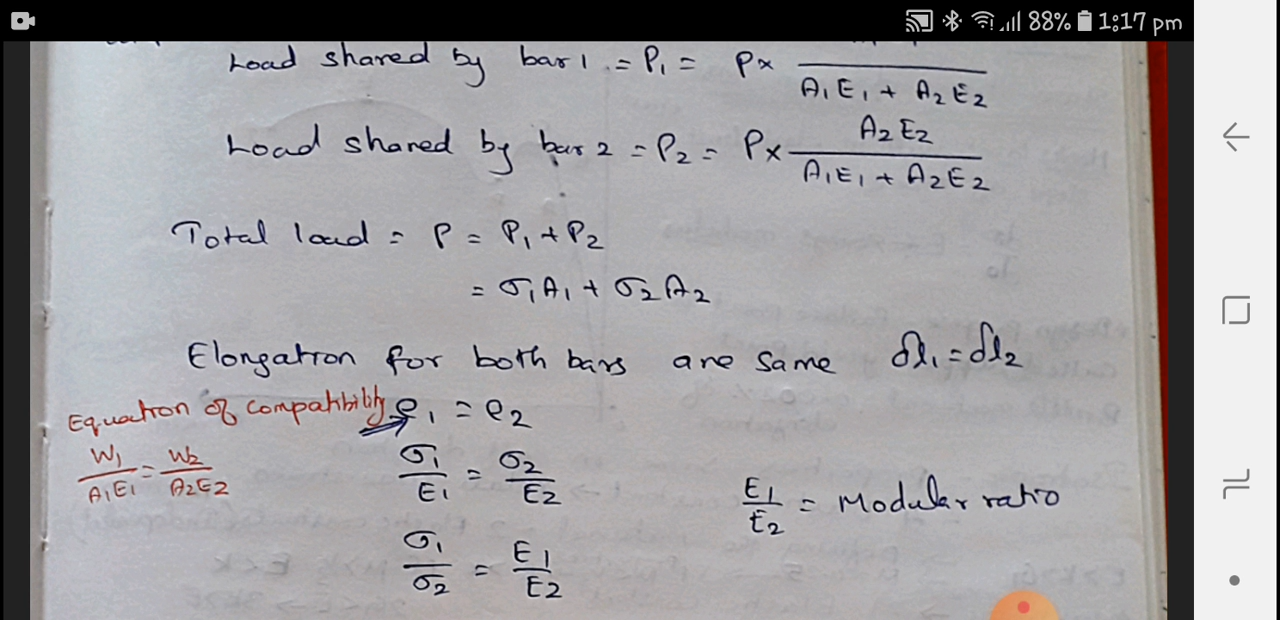 88% 1:17 pm
Load shared by bar 1 = P₁ = P× ―/(A₁E₁ + A₂E₂)
Load shared by bar 2 = P₂ = P× A₂E₂/(A₁E₁ + A₂E₂)
Total load = P = P₁ + P₂
= σ₁A₁ + σ₂A₂
Elongation for both bars are same δl₁ = δl₂
Equation of compatibility e₁ = e₂
W₁/A₁E₁ = W₂/A₂E₂
σ₁/E₁ = σ₂/E₂
E₁/E₂ = Modular ratio
σ₁/σ₂ = E₁/E₂